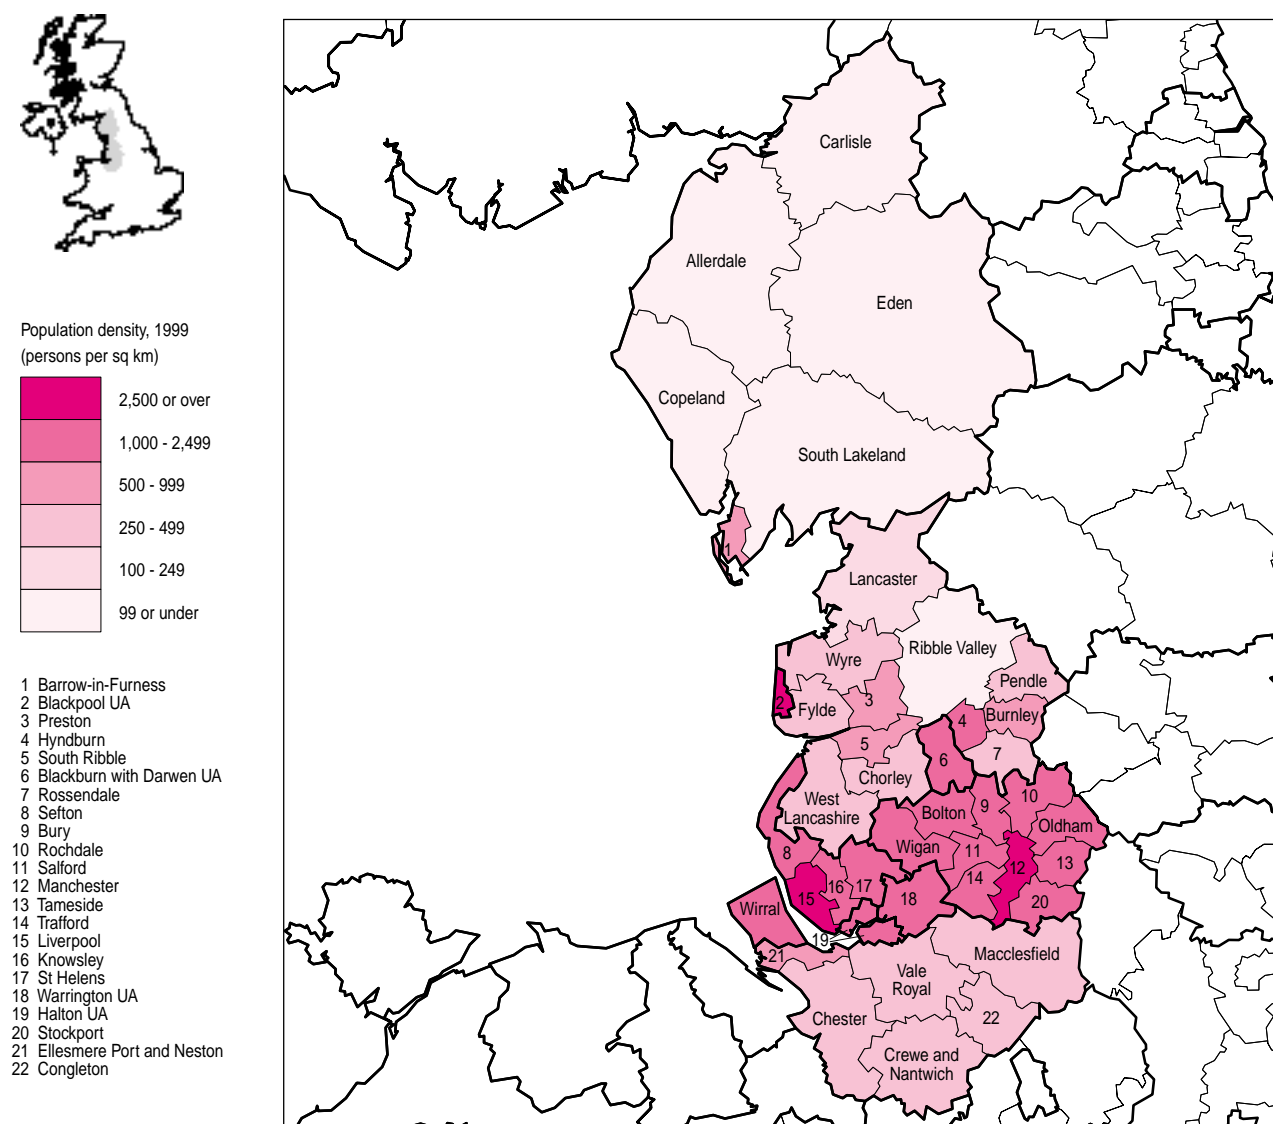 Population density, 1999
(persons per sq km)
2,500 or over
1,000 - 2,499
500 - 999
250 - 499
100 - 249
99 or under
1 Barrow-in-Furness
2 Blackpool UA
3 Preston
4 Hyndburn
5 South Ribble
6 Blackburn with Darwen UA
7 Rossendale
8 Sefton
9 Bury
10 Rochdale
11 Salford
12 Manchester
13 Tameside
14 Trafford
15 Liverpool
16 Knowsley
17 St Helens
18 Warrington UA
19 Halton UA
20 Stockport
21 Ellesmere Port and Neston
22 Congleton
Carlisle
Allerdale
Eden
Copeland
South Lakeland
1
Lancaster
Ribble Valley
Wyre
Pendle
2
Fylde
3
4
Burnley
5
6
7
Chorley
West
Lancashire
Bolton
9
10
Oldham
8
Wigan
11
12
13
14
15
16
17
18
20
Wirral
19
21
Macclesfield
Vale
Royal
Chester
22
Crewe and
Nantwich